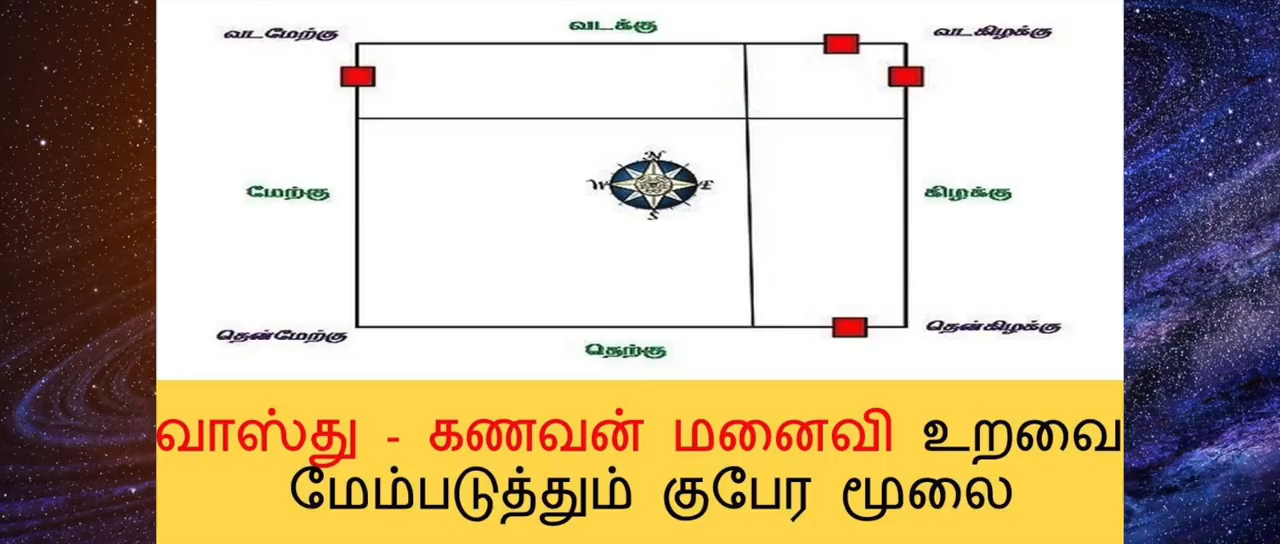 வடக்கு
வடமேற்கு
வடகிழக்கு
N
W
E
S
மேற்கு
கிழக்கு
தென்மேற்கு
தெற்கு
தென்கிழக்கு
வாஸ்து - கணவன் மனைவி உறவை
மேம்படுத்தும் குபேர மூலை